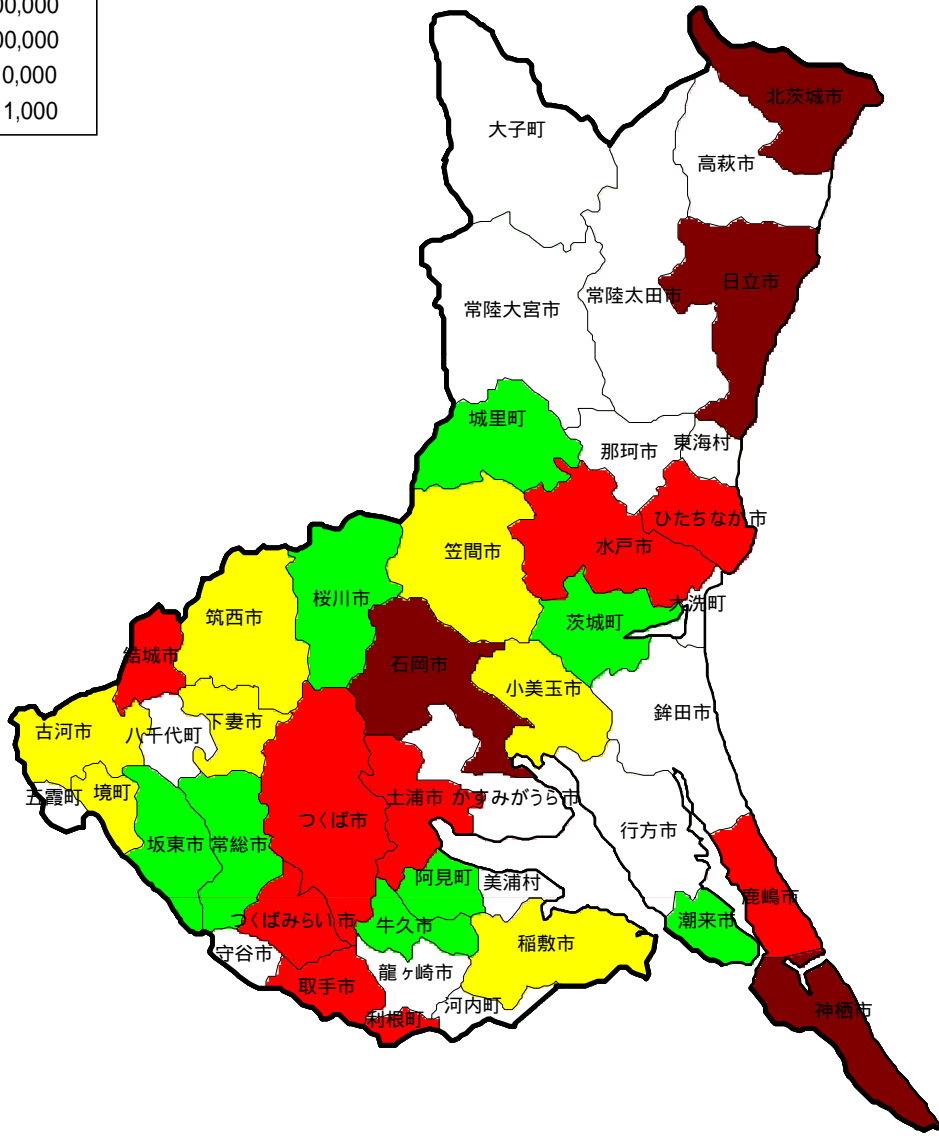 00,000
00,000
0,000
1,000
北茨城市
大子町
高萩市
日立市
常陸太田市
常陸大宮市
城里町
那珂市
東海村
ひたちなか市
水戸市
笠間市
桜川市
大洗町
筑西市
茨城町
結城市
石岡市
小美玉市
鉾田市
下妻市
古河市
八千代町
境町
五霞町
土浦市
かすみがうら市
つくば市
行方市
坂東市
常総市
阿見町
美浦村
鹿嶋市
つくばみらい市
潮来市
牛久市
稲敷市
守谷市
龍ヶ崎市
取手市
河内町
神栖市
利根町